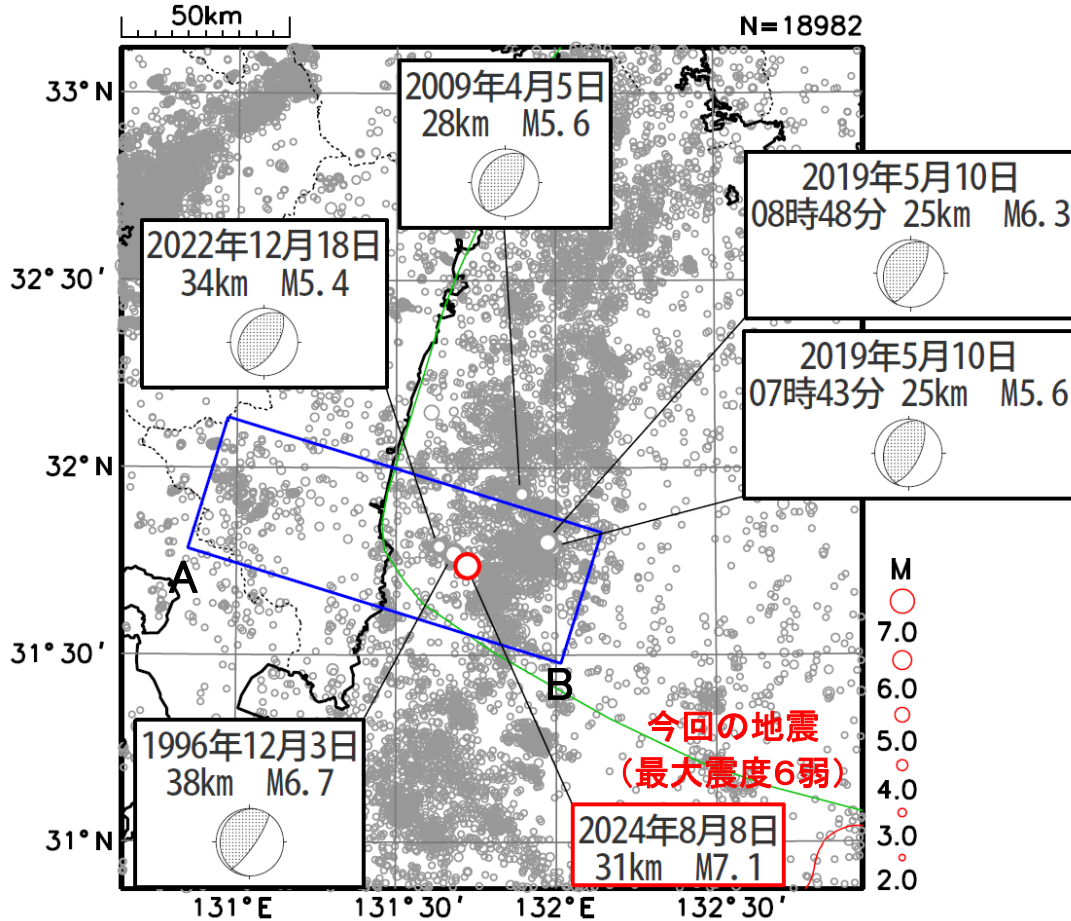 50km
N=18982
33°N
32°30′
32°N
31°30′
31°N
131°E
131°30′
132°E
132°30′
2009年4月5日
28km M5.6
2019年5月10日
08時48分 25km M6.3
2022年12月18日
34km M5.4
2019年5月10日
07時43分 25km M5.6
A
B
1996年12月3日
38km M6.7
今回の地震
（最大震度6弱）
2024年8月8日
31km M7.1
M
7.0
6.0
5.0
4.0
3.0
2.0